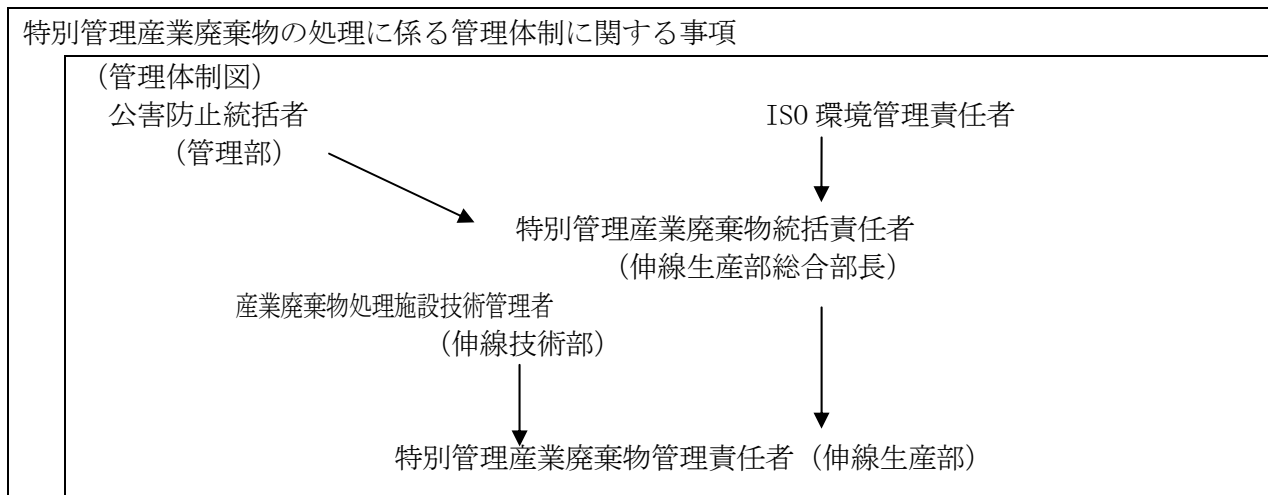 特別管理産業廃棄物の処理に係る管理体制に関する事項
（管理体制図）
公害防止統括者
（管理部）
ISO 環境管理責任者
特別管理産業廃棄物統括責任者
（伸線生産部総合部長）
産業廃棄物処理施設技術管理者
（伸線技術部）
特別管理産業廃棄物管理責任者（伸線生産部）